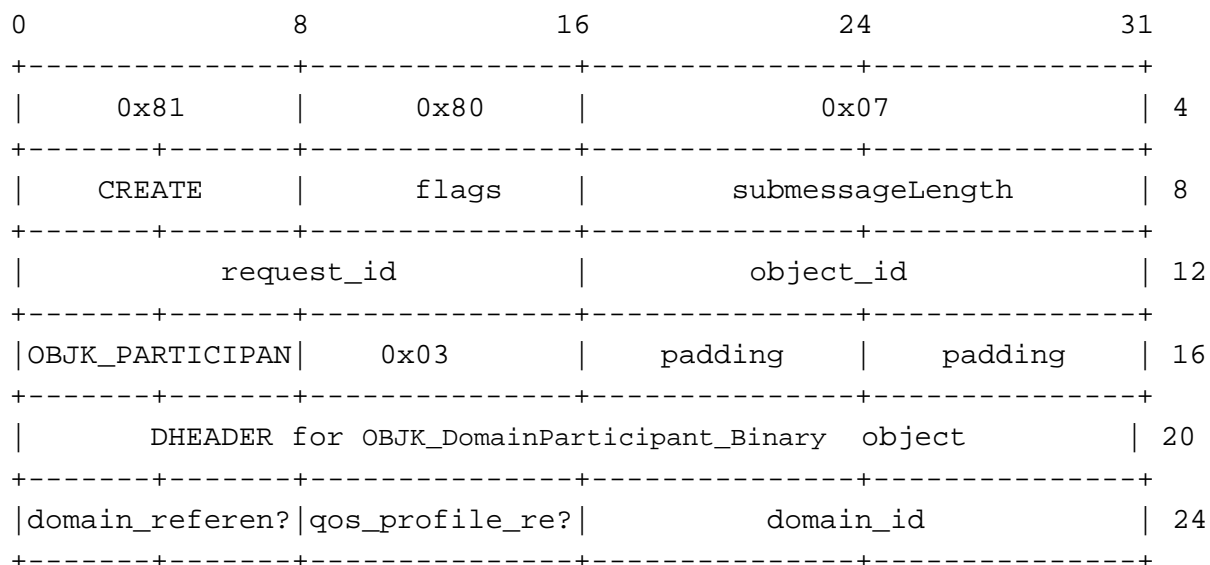 0 8 16 24 31
+---------------+---------------+---------------+---------------+
| 0x81 | 0x80 | 0x07 | 4
+-------+-------+---------------+---------------+---------------+
| CREATE | flags | submessageLength | 8
+-------+-------+---------------+---------------+---------------+
| request_id | object_id | 12
+-------+-------+---------------+---------------+---------------+
|OBJK_PARTICIPAN| 0x03 | padding | padding | 16
+-------+-------+---------------+---------------+---------------+
| DHEADER for OBJK_DomainParticipant_Binary object | 20
+-------+-------+---------------+---------------+---------------+
|domain_referen?|qos_profile_re?| domain_id | 24
+-------+-------+---------------+---------------+---------------+